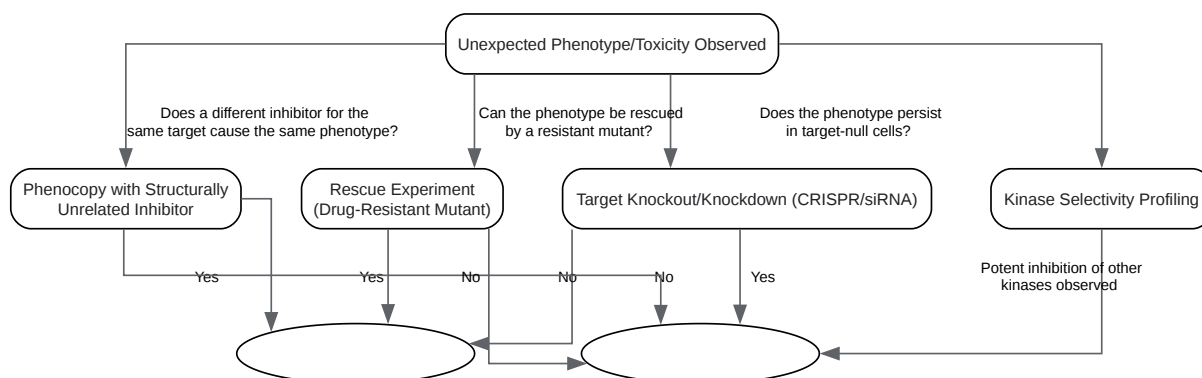 Unexpected Phenotype/Toxicity Observed
Does a different inhibitor for the
same target cause the same phenotype?
Can the phenotype be rescued
by a resistant mutant?
Does the phenotype persist
in target-null cells?
Phenocopy with Structurally
Unrelated Inhibitor
Rescue Experiment
(Drug-Resistant Mutant)
Target Knockout/Knockdown (CRISPR/siRNA)
Kinase Selectivity Profiling
Yes
Yes
No
No
No
Yes
Potent inhibition of other
kinases observed